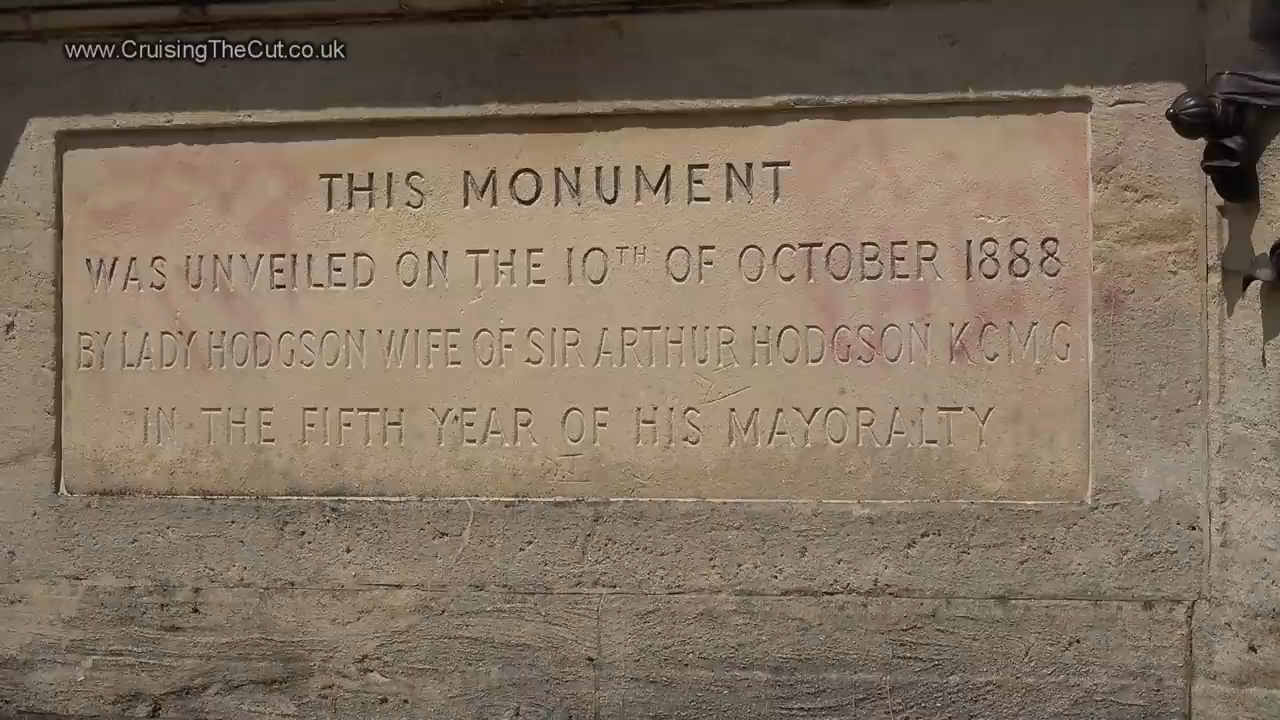 www.CruisingTheCut.co.uk
THIS MONUMENT
WAS UNVEILED ON THE 10TH OF OCTOBER 1888
BY LADY HODGSON WIFE OF SIR ARTHUR HODGSON K.C.M.G.
IN THE FIFTH YEAR OF HIS MAYORALTY